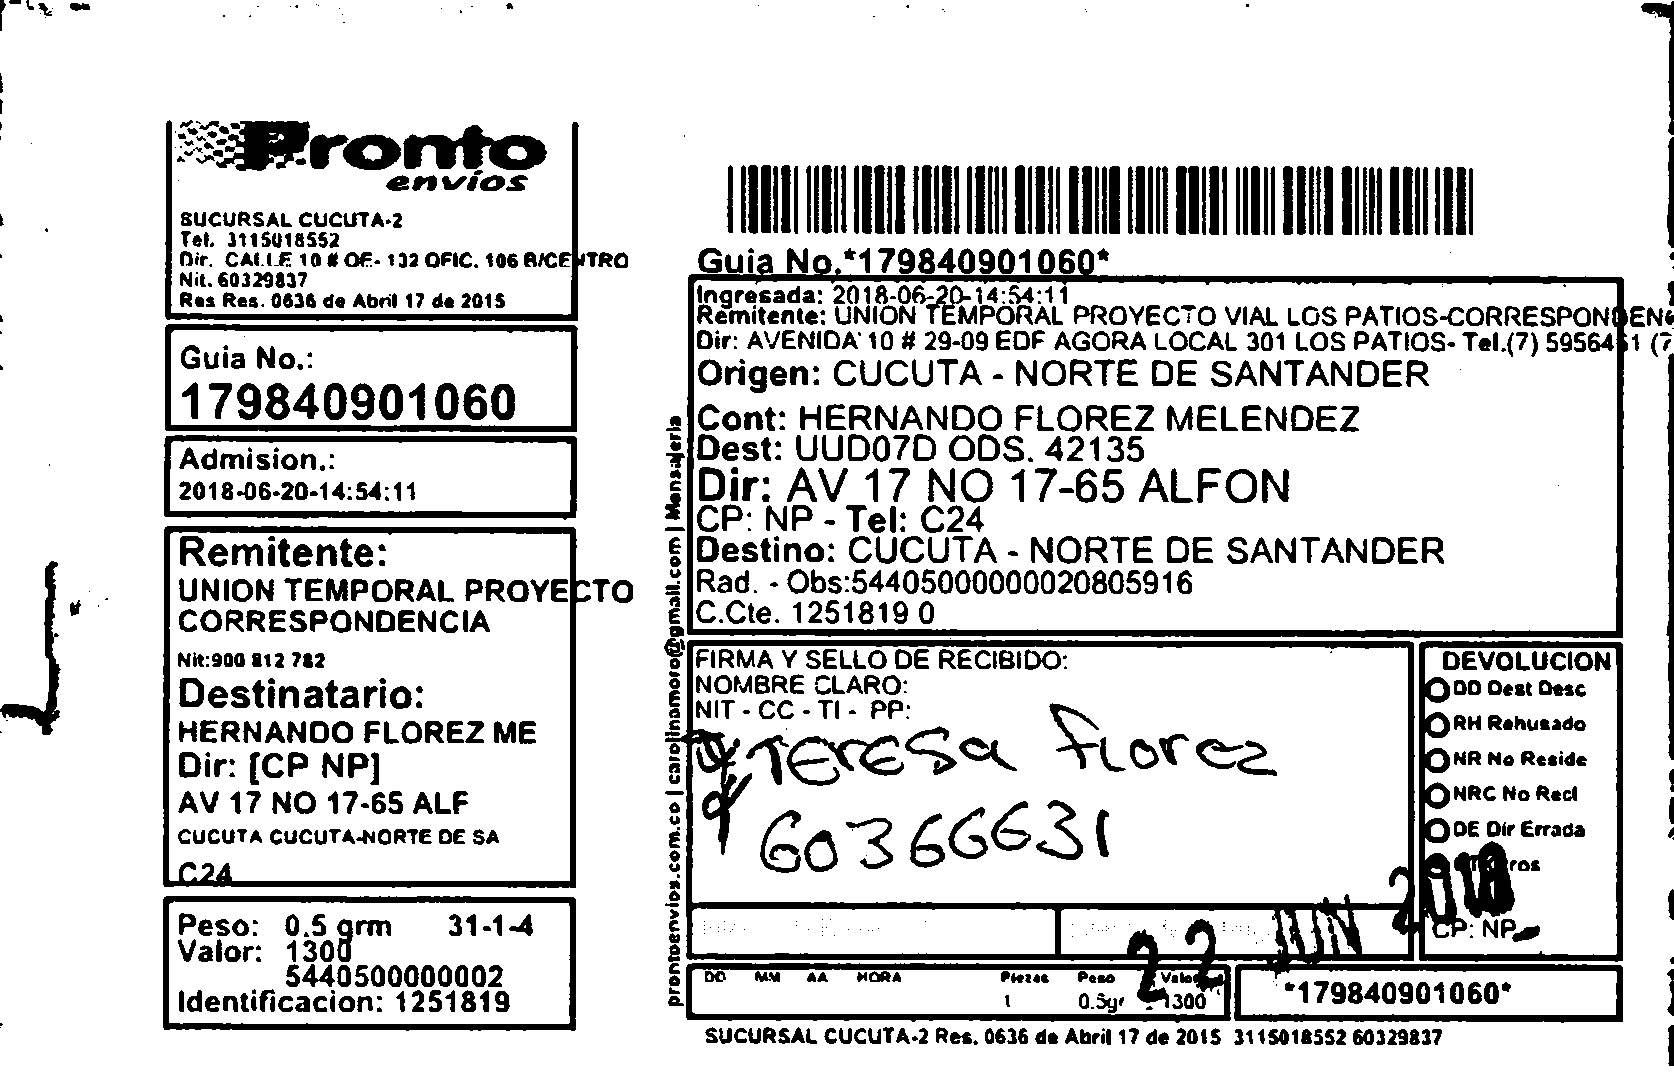 Pronto
envíos
SUCURSAL CUCUTA-2
Tel. 3115018552
Dir. CALLE 10 # OE- 132 OFIC. 106 B/CENTRO
Nit. 60329837
Res Res. 0636 de Abril 17 de 2015
Guia No.:
179840901060
Admision.:
2018-06-20-14:54:11
Remitente:
UNION TEMPORAL PROYECTO
CORRESPONDENCIA
Nit:900 812 782
Destinatario:
HERNANDO FLOREZ ME
Dir: [CP NP]
AV 17 NO 17-65 ALF
CUCUTA CUCUTA-NORTE DE SA
C24
Peso: 0.5 grm 31-1-4
Valor: 1300
5440500000002
Identificacion: 1251819
prontoenvios.com.co | carolinamoro@gmail.com | Mensajeria
Guia No.*179840901060*
Ingresada: 2018-06-20-14:54:11
Remitente: UNION TEMPORAL PROYECTO VIAL LOS PATIOS-CORRESPONDEN
Dir: AVENIDA 10 # 29-09 EDF AGORA LOCAL 301 LOS PATIOS- Tel.(7) 5956451 (7
Origen: CUCUTA - NORTE DE SANTANDER
Cont: HERNANDO FLOREZ MELENDEZ
Dest: UUD07D ODS. 42135
Dir: AV 17 NO 17-65 ALFON
CP: NP - Tel: C24
Destino: CUCUTA - NORTE DE SANTANDER
Rad. - Obs:54405000000020805916
C.Cte. 1251819 0
FIRMA Y SELLO DE RECIBIDO:
NOMBRE CLARO:
NIT - CC - TI - PP:
TERESA florez
60366631
DEVOLUCION
DD Dest Desc
RH Rehusado
NR No Reside
NRC No Recl
DE Dir Errada
CP: NP
22 JUN 2018
DD MM AA HORA Piezas Peso Valor
1 0.5gr 1300
*179840901060*
SUCURSAL CUCUTA-2 Res. 0636 de Abril 17 de 2015 3115018552 60329837